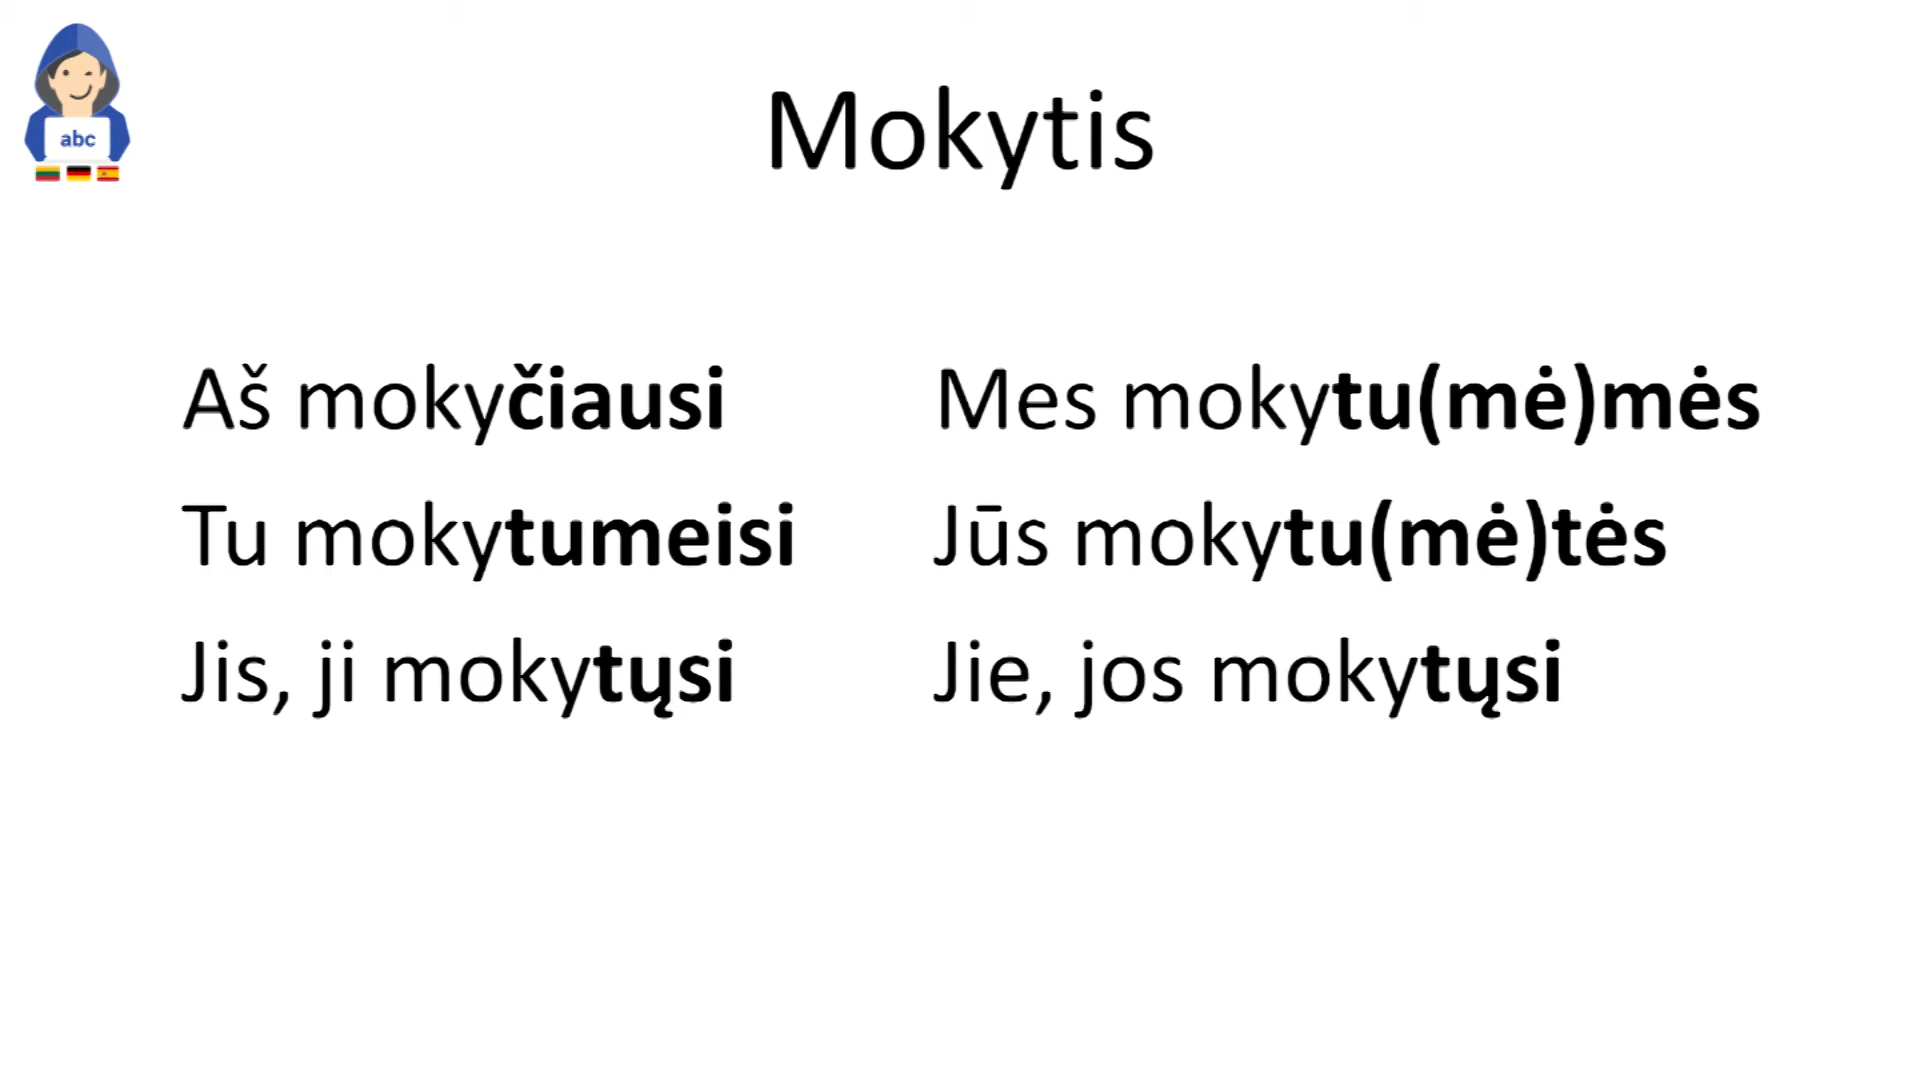 abc
Mokytis
Aš mokyčiausi
Tu mokytumeisi
Jis, ji mokytųsi
Mes mokytu(mė)mės
Jūs mokytu(mė)tės
Jie, jos mokytųsi